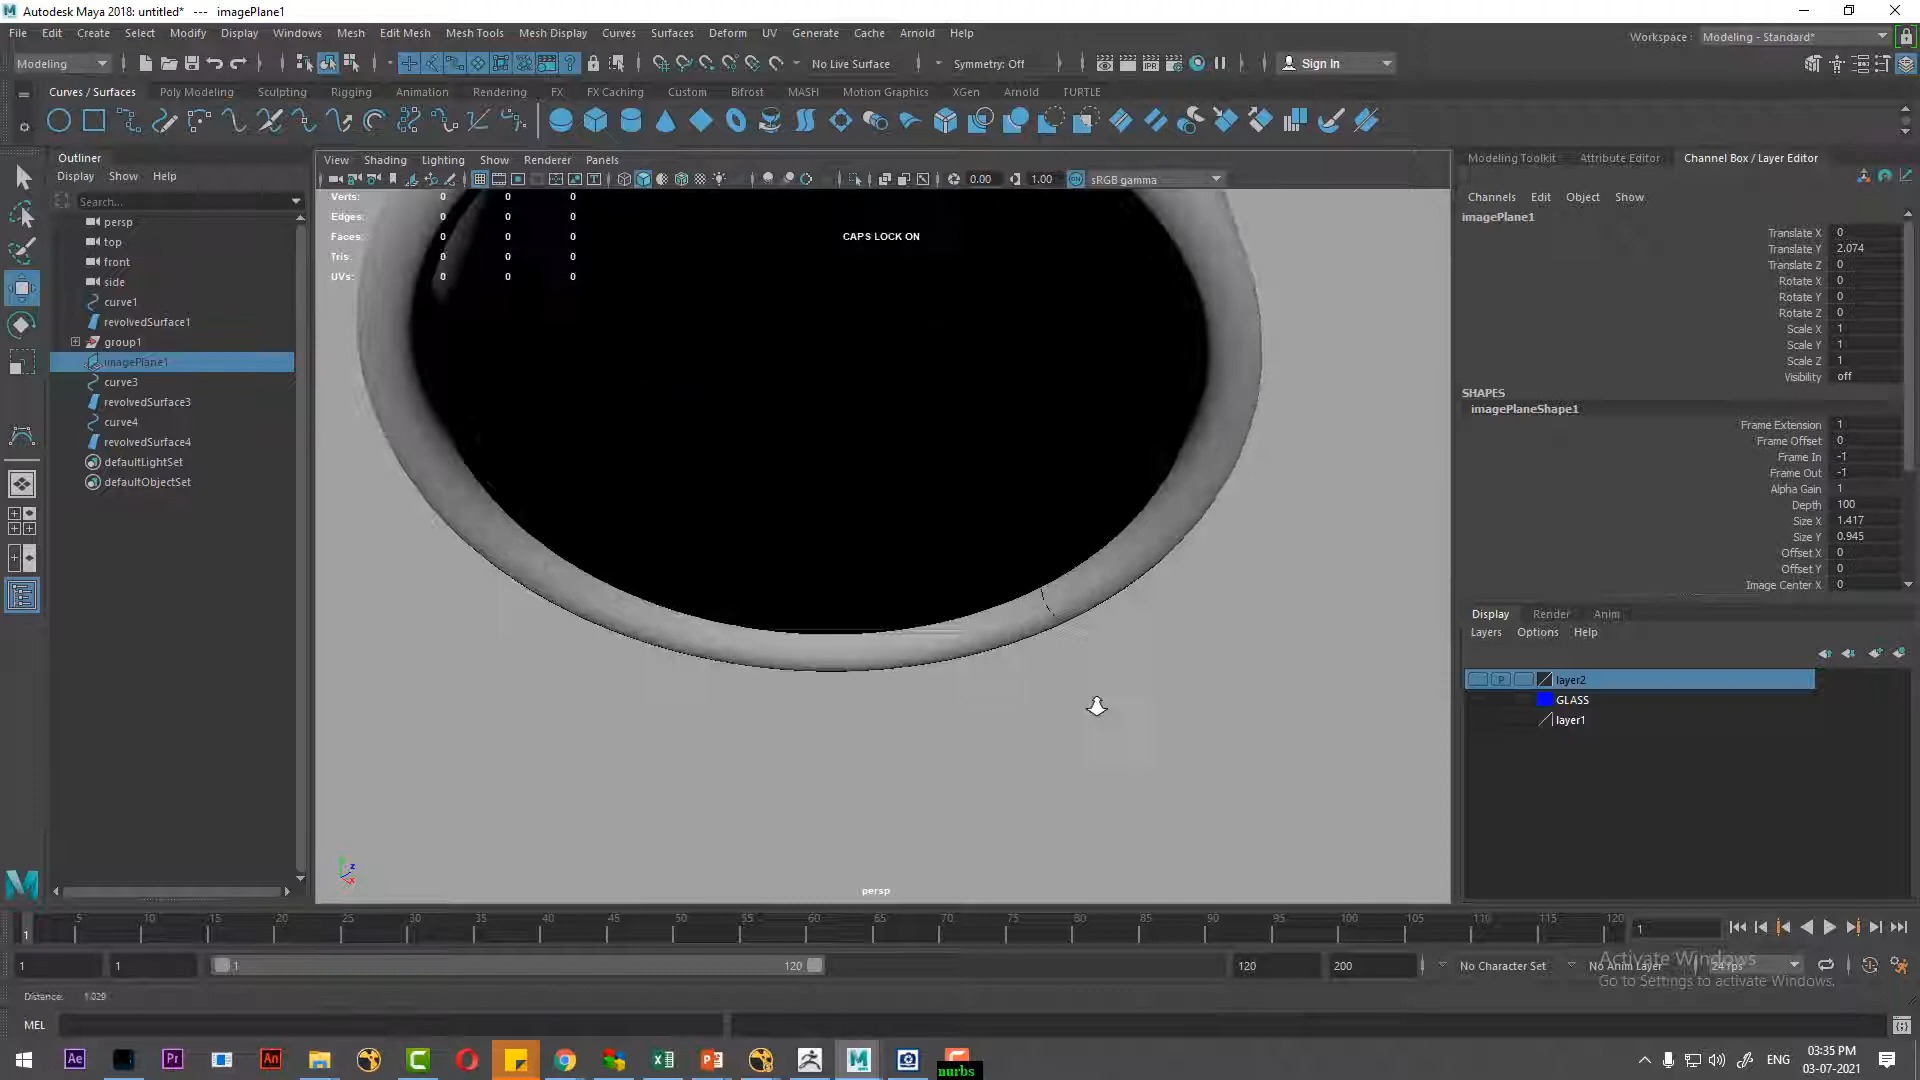 Autodesk Maya 2018: untitled* --- imagePlane1
File Edit Create Select Modify Display Windows Mesh Edit Mesh Mesh Tools Mesh Display Curves Surfaces Deform UV Generate Cache Arnold Help
Workspace : Modeling - Standard*
Modeling No Live Surface Symmetry: Off Sign In
Curves / Surfaces Poly Modeling Sculpting Rigging Animation Rendering FX FX Caching Custom Bifrost MASH Motion Graphics XGen Arnold TURTLE
Outliner
Display Show Help
Search...
persp
top
front
side
curve1
revolvedSurface1
group1
imagePlane1
curve3
revolvedSurface3
curve4
revolvedSurface4
defaultLightSet
defaultObjectSet
View Shading Lighting Show Renderer Panels
0.00 1.00 sRGB gamma
Verts: 0 0 0
Edges: 0 0 0
Faces: 0 0 0
Tris: 0 0 0
UVs: 0 0 0
CAPS LOCK ON
persp
Modeling Toolkit Attribute Editor Channel Box / Layer Editor
Channels Edit Object Show
imagePlane1
Translate X 0
Translate Y 2.074
Translate Z 0
Rotate X 0
Rotate Y 0
Rotate Z 0
Scale X 1
Scale Y 1
Scale Z 1
Visibility off
SHAPES
imagePlaneShape1
Frame Extension 1
Frame Offset 0
Frame In -1
Frame Out -1
Alpha Gain 1
Depth 100
Size X 1.417
Size Y 0.945
Offset X 0
Offset Y 0
Image Center X 0
Display Render Anim
Layers Options Help
P layer2
GLASS
layer1
5 10 15 20 25 30 35 40 45 50 55 60 65 70 75 80 85 90 95 100 105 110 115 120
1 1
1 1 1 120 120 200 No Character Set No Anim Layer 24 fps
Activate Windows
Go to Settings to activate Windows.
Distance: 1.029
MEL
Ae Pr An nurbs ENG 03:35 PM
03-07-2021